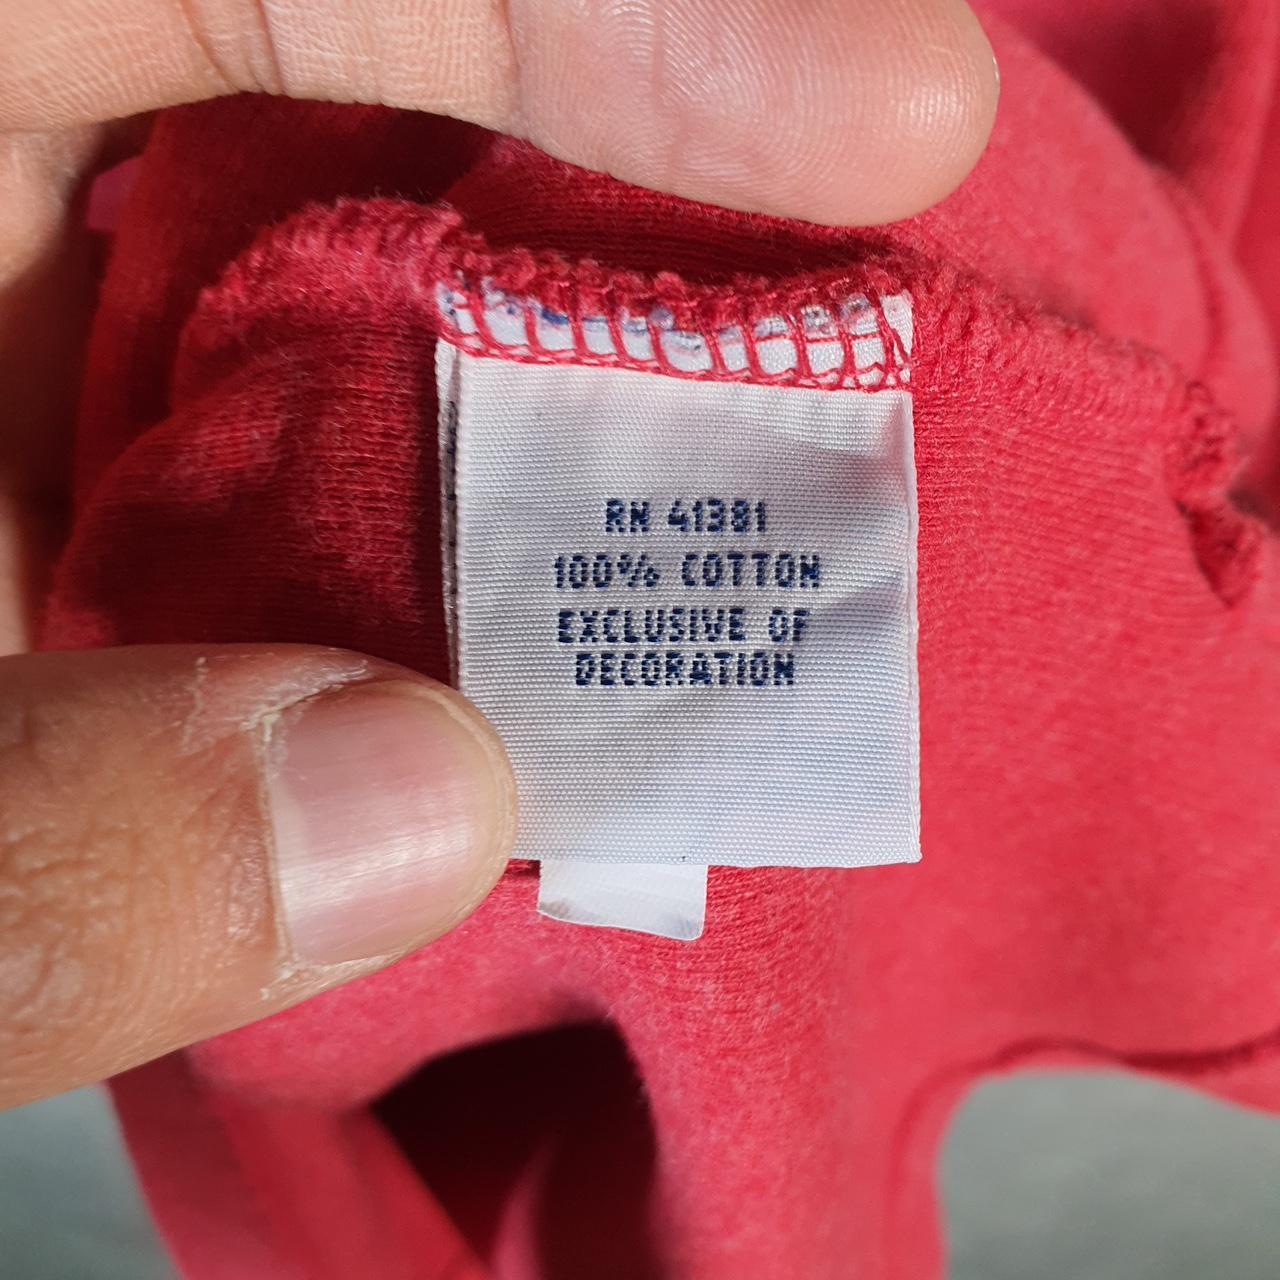 RN 41381
100% COTTON
EXCLUSIVE OF
DECORATION